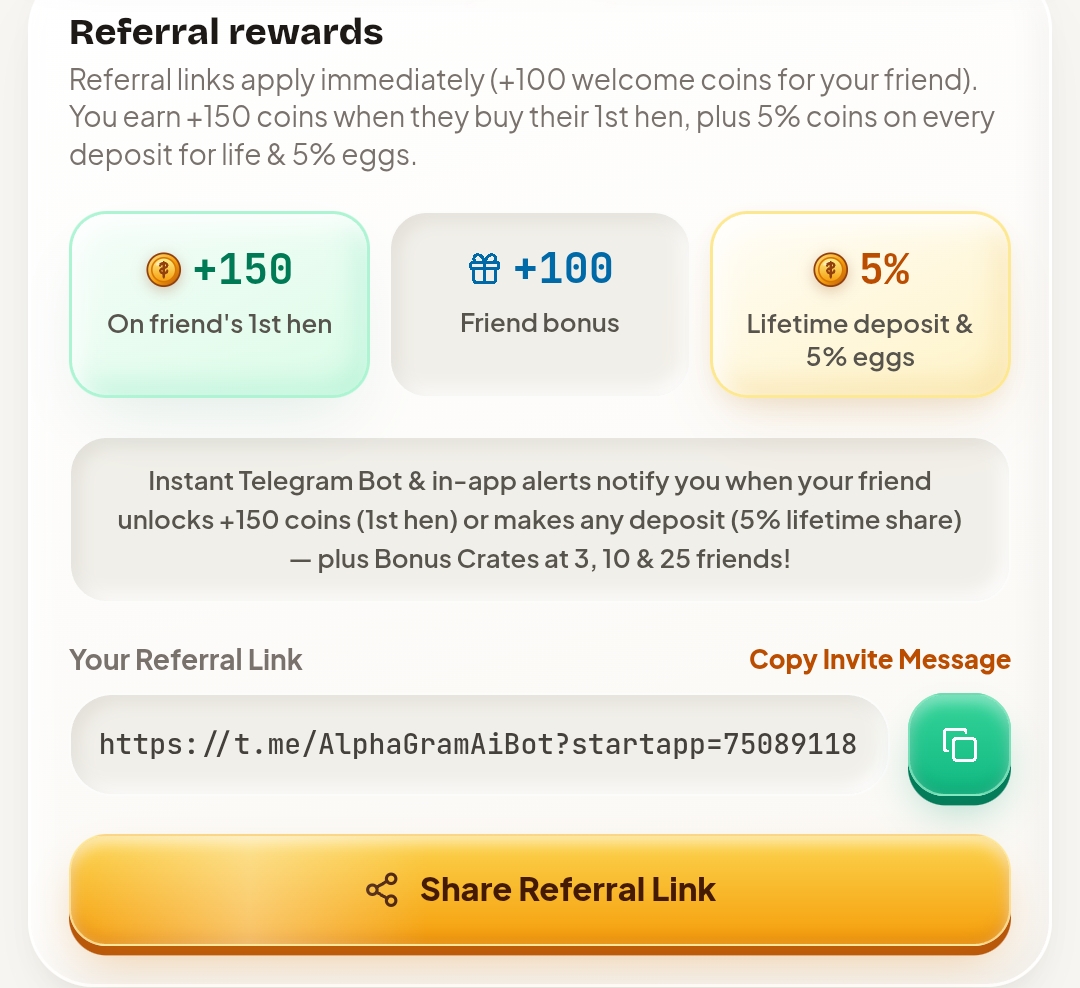 Referral rewards
Referral links apply immediately (+100 welcome coins for your friend).
You earn +150 coins when they buy their 1st hen, plus 5% coins on every
deposit for life & 5% eggs.
+150
On friend's 1st hen
+100
Friend bonus
5%
Lifetime deposit &
5% eggs
Instant Telegram Bot & in-app alerts notify you when your friend
unlocks +150 coins (1st hen) or makes any deposit (5% lifetime share)
— plus Bonus Crates at 3, 10 & 25 friends!
Your Referral Link
Copy Invite Message
https://t.me/AlphaGramAiBot?startapp=75089118
Share Referral Link